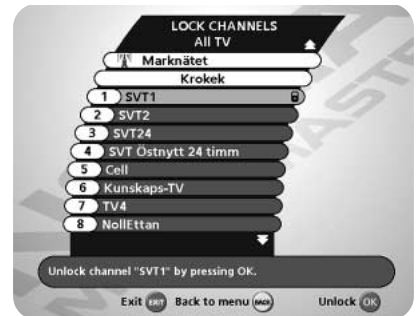 LOCK CHANNELS
All TV
Marknätet
Krokek
1 SVT1
2 SVT2
3 SVT24
4 SVT Östnytt 24 timm
5 Cell
6 Kunskaps-TV
7 TV4
8 NollEttan
Unlock channel "SVT1" by pressing OK.
Exit EXIT Back to menu BACK Unlock OK